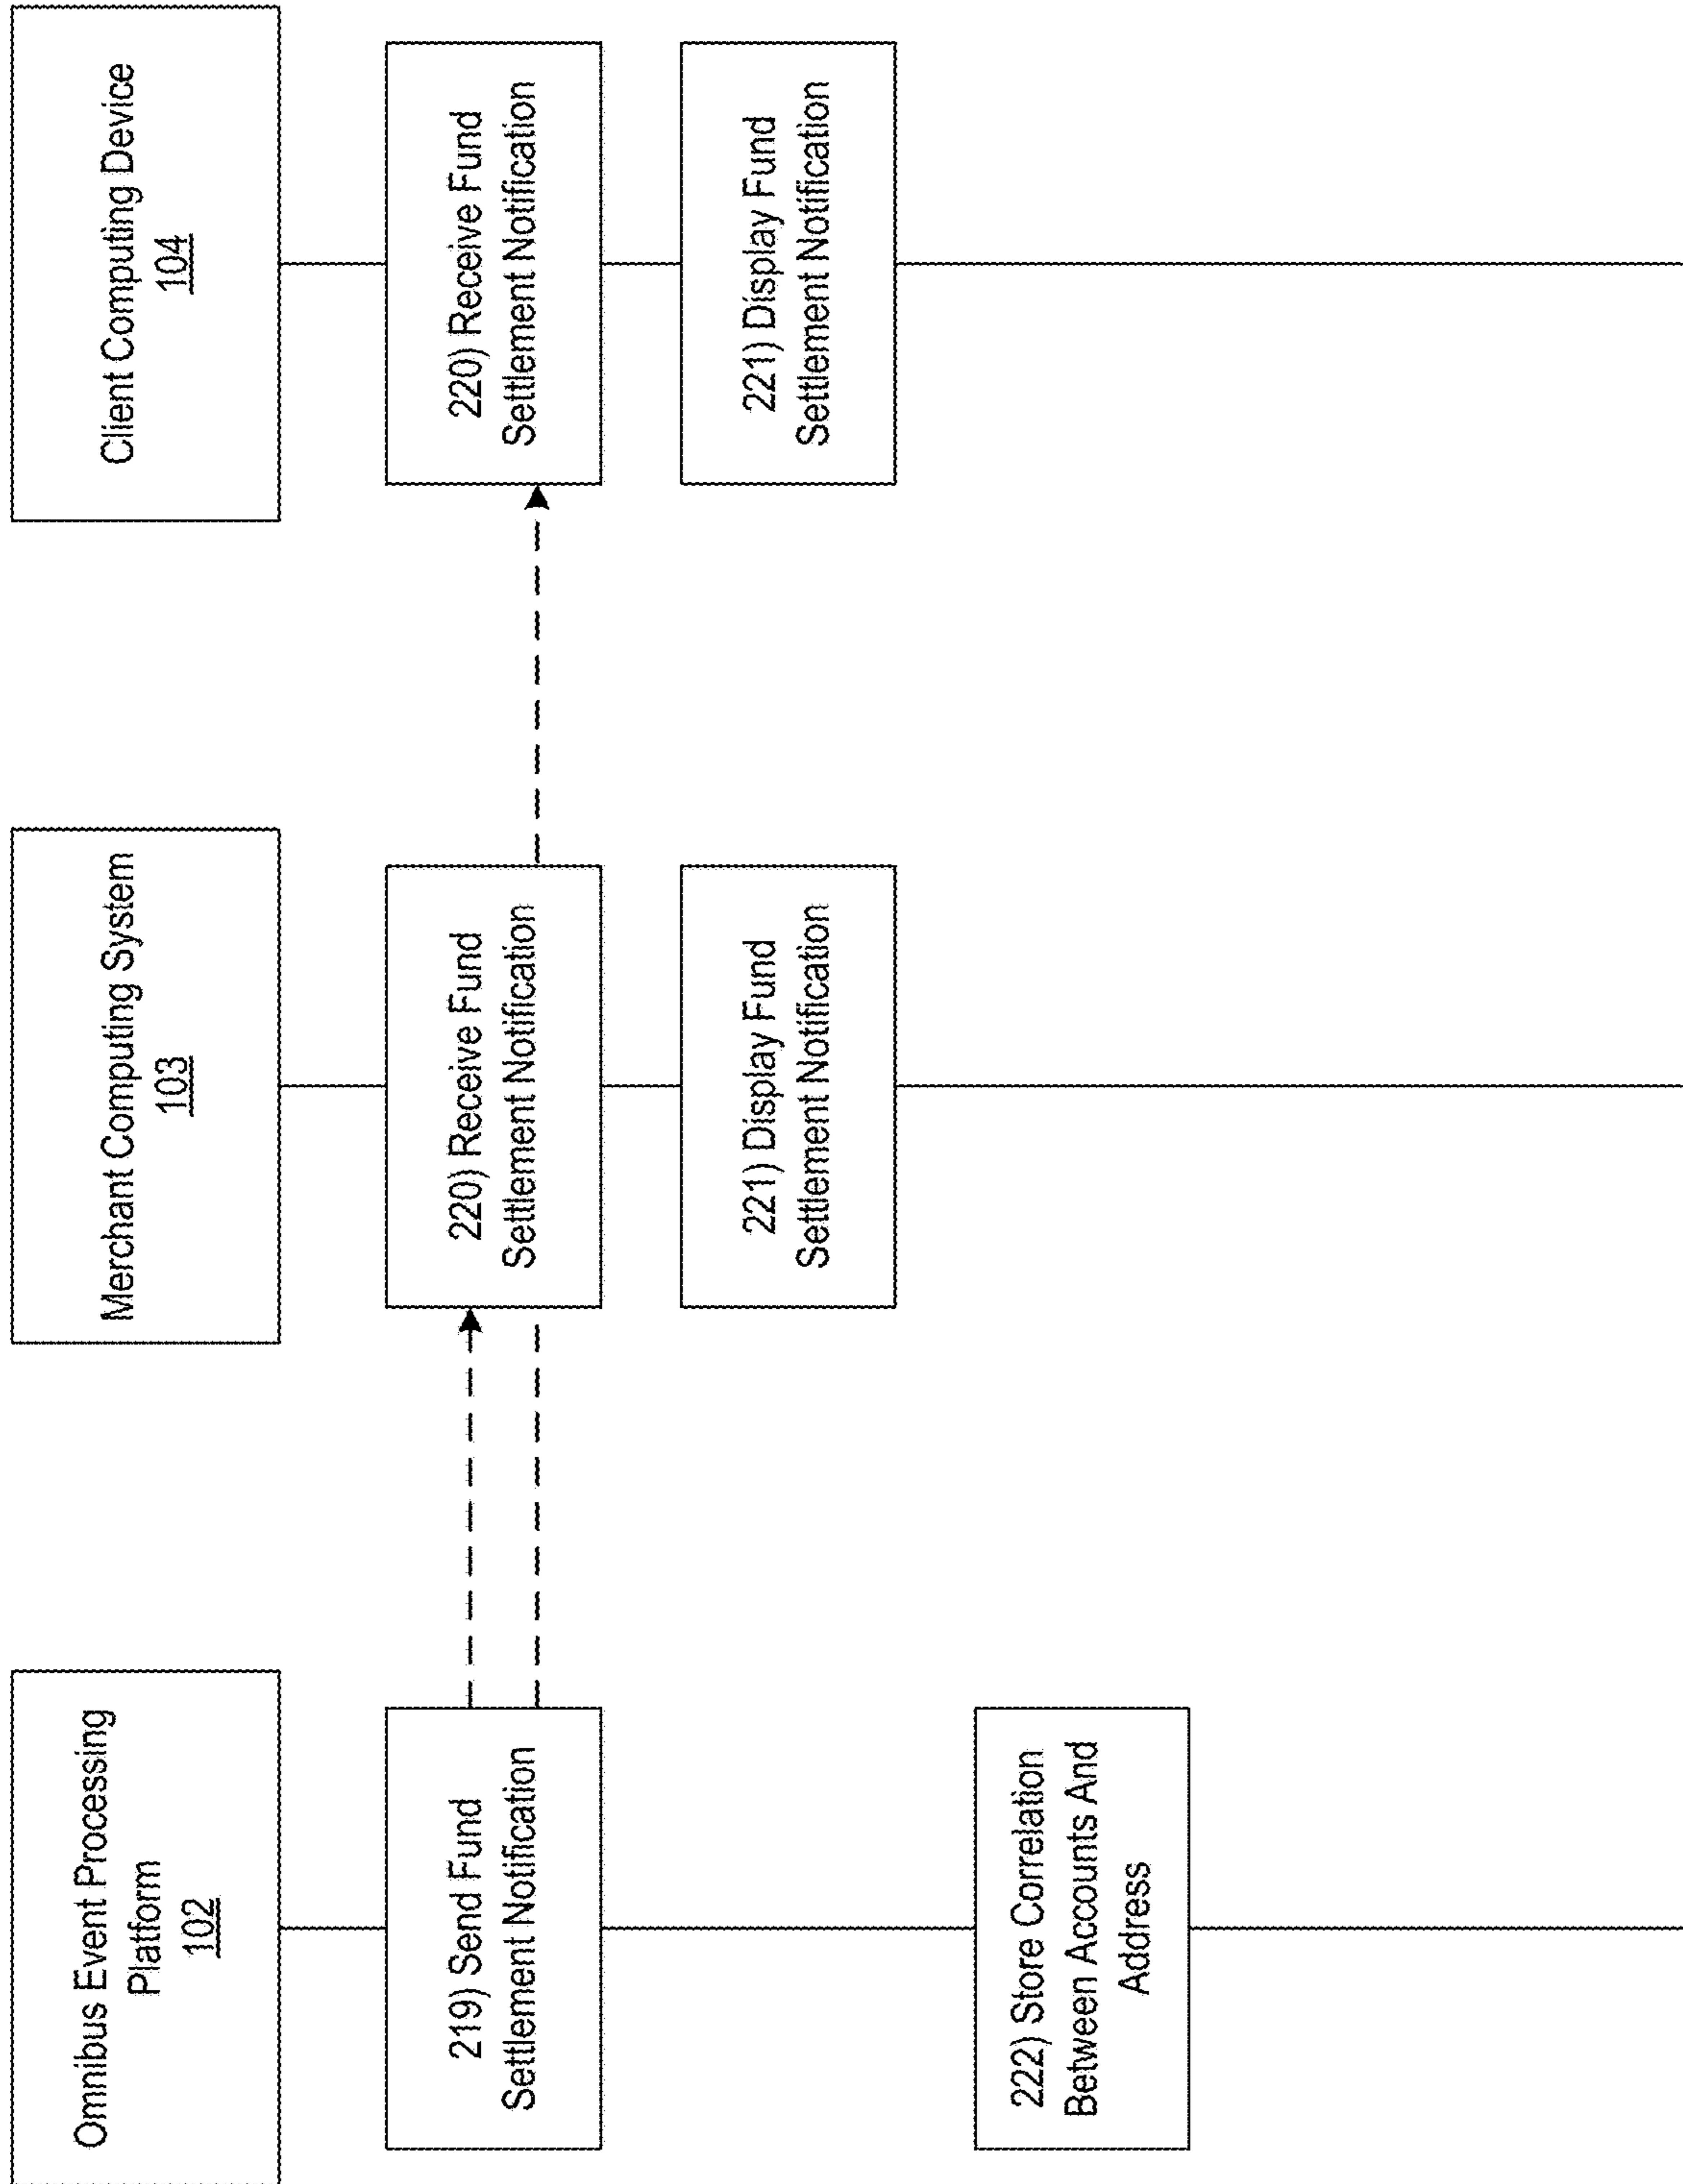 Omnibus Event Processing
Platform
102
Merchant Computing System
103
Client Computing Device
104
219) Send Fund
Settlement Notification
220) Receive Fund
Settlement Notification
220) Receive Fund
Settlement Notification
221) Display Fund
Settlement Notification
221) Display Fund
Settlement Notification
222) Store Correlation
Between Accounts And
Address